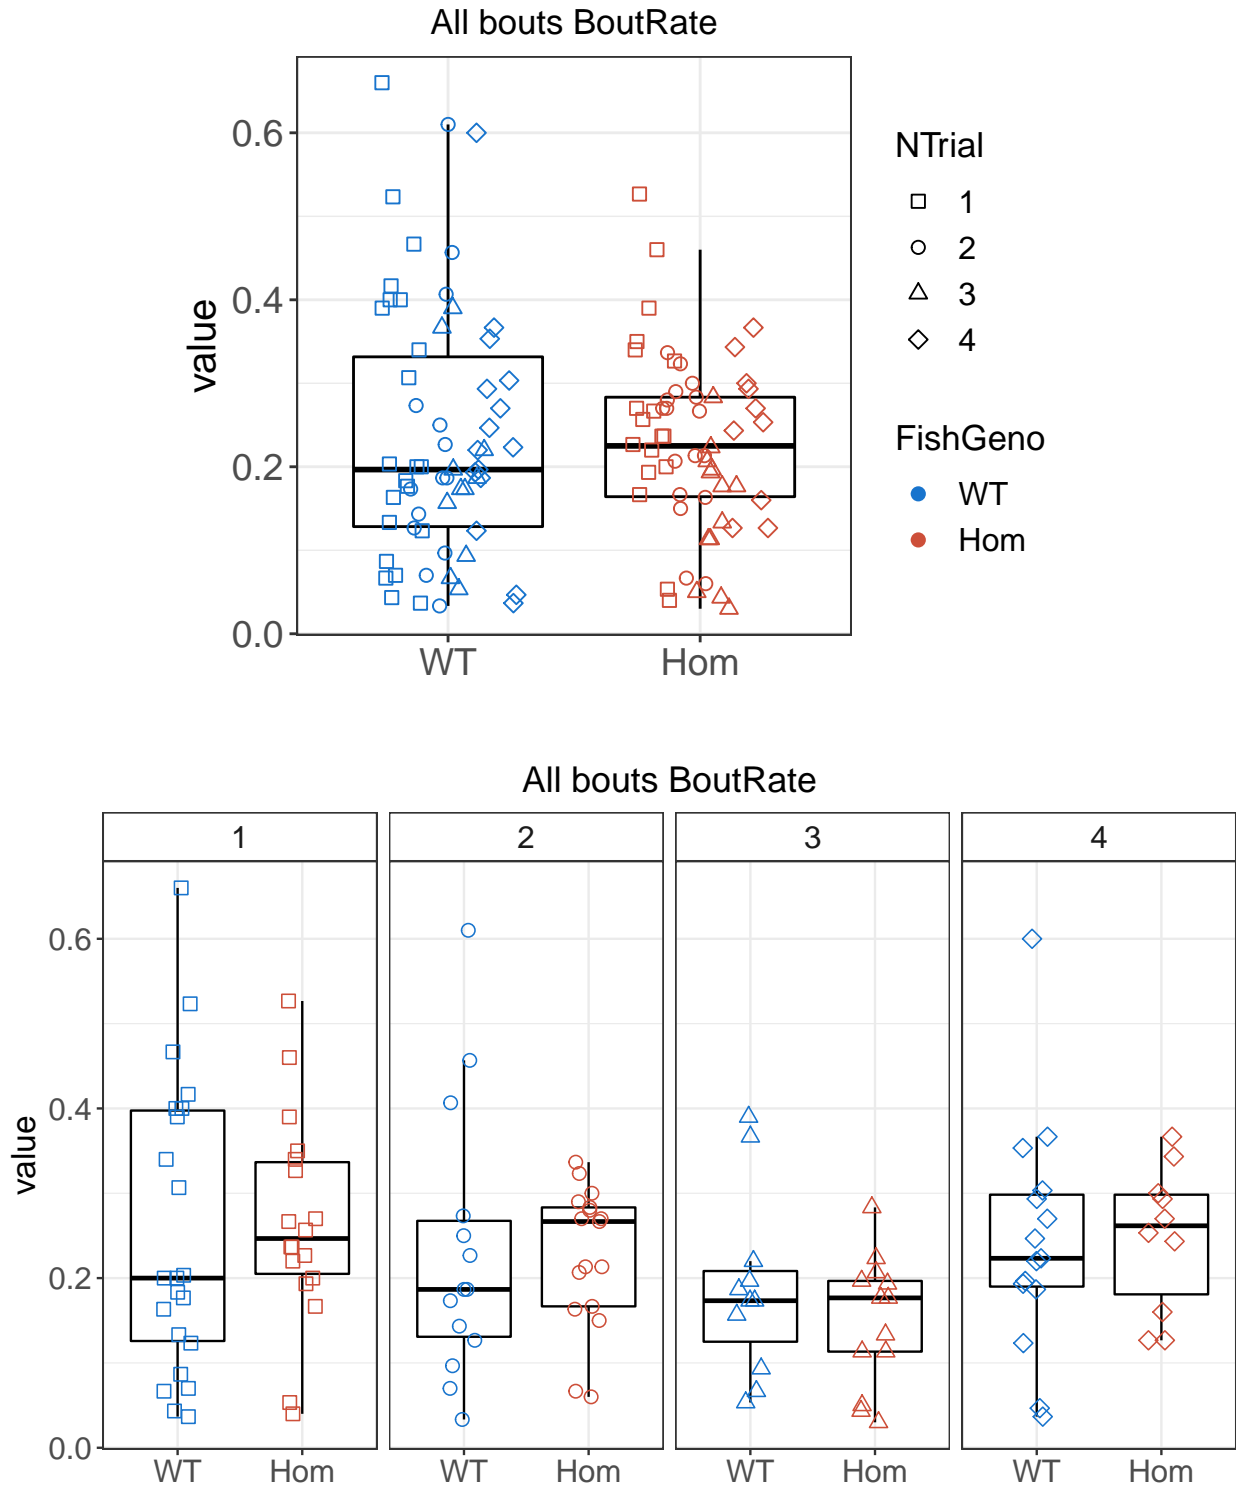 All bouts BoutRate
value
0.6
0.4
0.2
0.0
WT Hom
NTrial
1
2
3
4
FishGeno
WT
Hom
All bouts BoutRate
1 2 3 4
value
0.6
0.4
0.2
0.0
WT Hom WT Hom WT Hom WT Hom